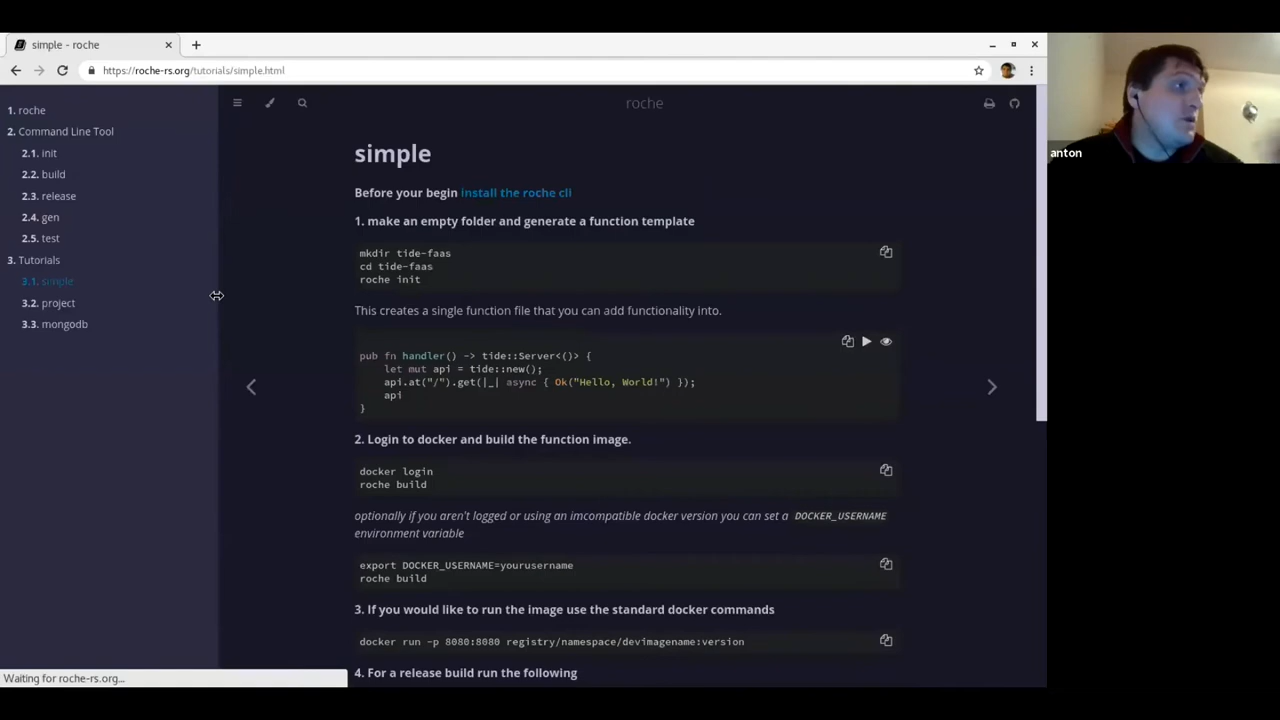 simple - roche
https://roche-rs.org/tutorials/simple.html
1. roche
2. Command Line Tool
2.1. init
2.2. build
2.3. release
2.4. gen
2.5. test
3. Tutorials
3.1. simple
3.2. project
3.3. mongodb
roche
simple
Before your begin install the roche cli
1. make an empty folder and generate a function template
mkdir tide-faas
cd tide-faas
roche init
This creates a single function file that you can add functionality into.
pub fn handler() -> tide::Server<()> {
let mut api = tide::new();
api.at("/").get(|_| async { Ok("Hello, World!") });
api
}
2. Login to docker and build the function image.
docker login
roche build
optionally if you aren't logged or using an imcompatible docker version you can set a DOCKER_USERNAME
environment variable
export DOCKER_USERNAME=yourusername
roche build
3. If you would like to run the image use the standard docker commands
docker run -p 8080:8080 registry/namespace/devimagename:version
4. For a release build run the following
Waiting for roche-rs.org...
anton